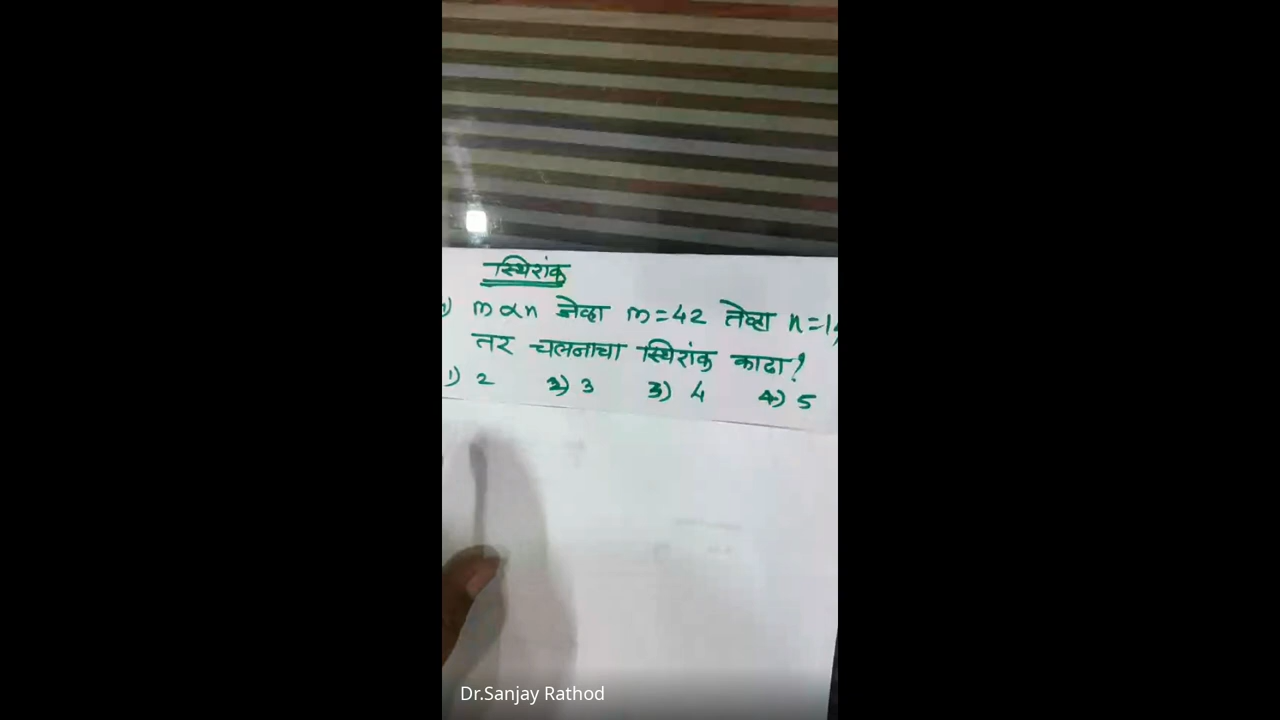 स्थिरांक
m∝n जेव्हा m=42 तेव्हा n=1
तर चलनाचा स्थिरांक काढा?
1) 2 2) 3 3) 4 4) 5
Dr.Sanjay Rathod